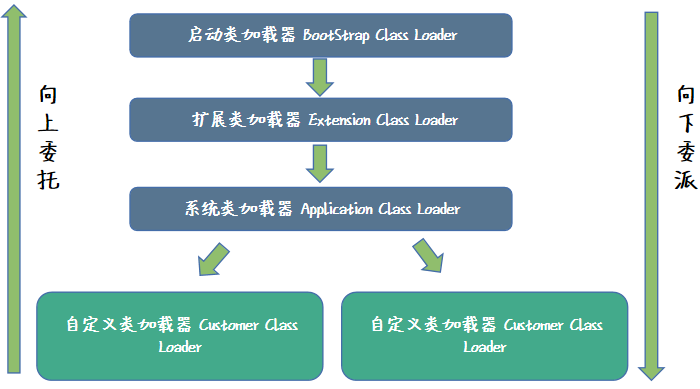 启动类加载器 BootStrap Class Loader
向上委托
扩展类加载器 Extension Class Loader
向下委派
系统类加载器 Application Class Loader
自定义类加载器 Customer Class
Loader
自定义类加载器 Customer Class
Loader